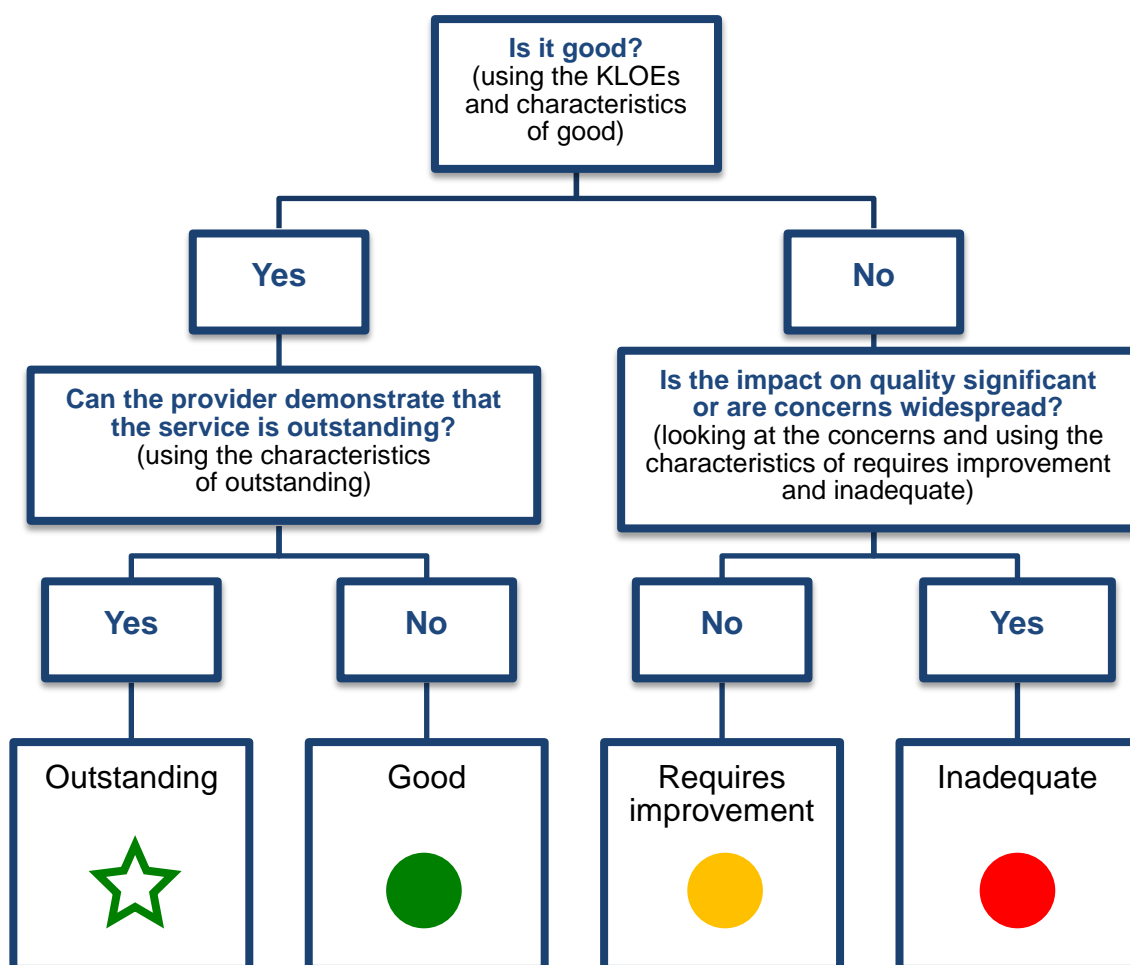 Is it good?
(using the KLOEs
and characteristics
of good)
Yes
No
Can the provider demonstrate that
the service is outstanding?
(using the characteristics
of outstanding)
Is the impact on quality significant
or are concerns widespread?
(looking at the concerns and using the
characteristics of requires improvement
and inadequate)
Yes
No
No
Yes
Outstanding
Good
Requires
improvement
Inadequate